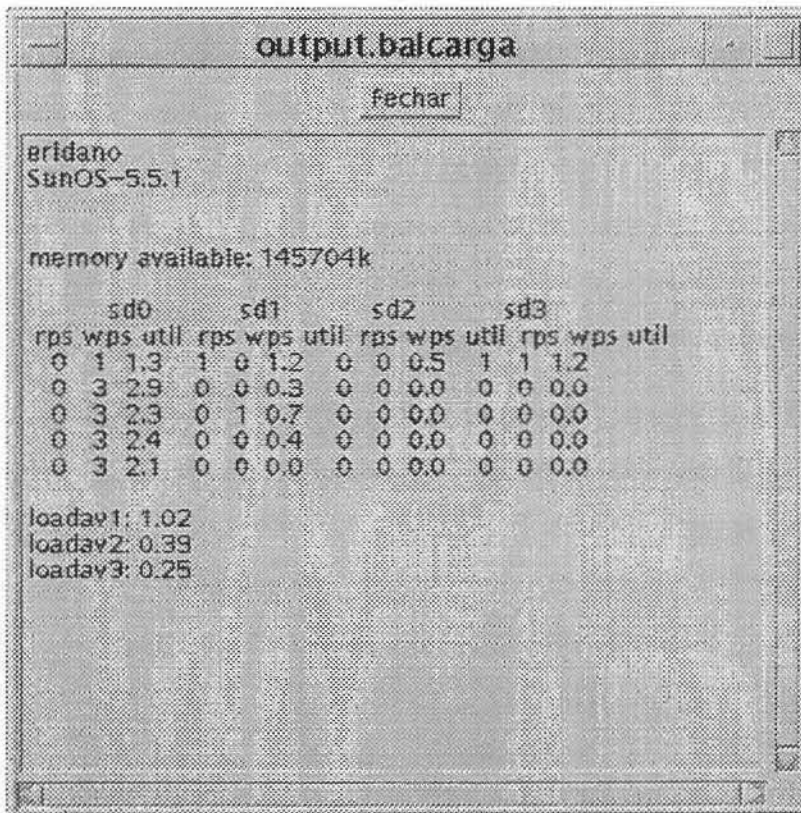 output.balcarga
Fechar
eridano
SunOS-5.5.1
memory available: 145704k
sd0 sd1 sd2 sd3
rps wps util rps wps util rps wps util rps wps util
0 1 1.3 1 0 1.2 0 0 0.5 1 1 1.2
0 3 2.9 0 0 0.3 0 0 0.0 0 0 0.0
0 3 2.3 0 1 0.7 0 0 0.0 0 0 0.0
0 3 2.4 0 0 0.4 0 0 0.0 0 0 0.0
0 3 2.1 0 0 0.0 0 0 0.0 0 0 0.0
loadav1: 1.02
loadav2: 0.39
loadav3: 0.25